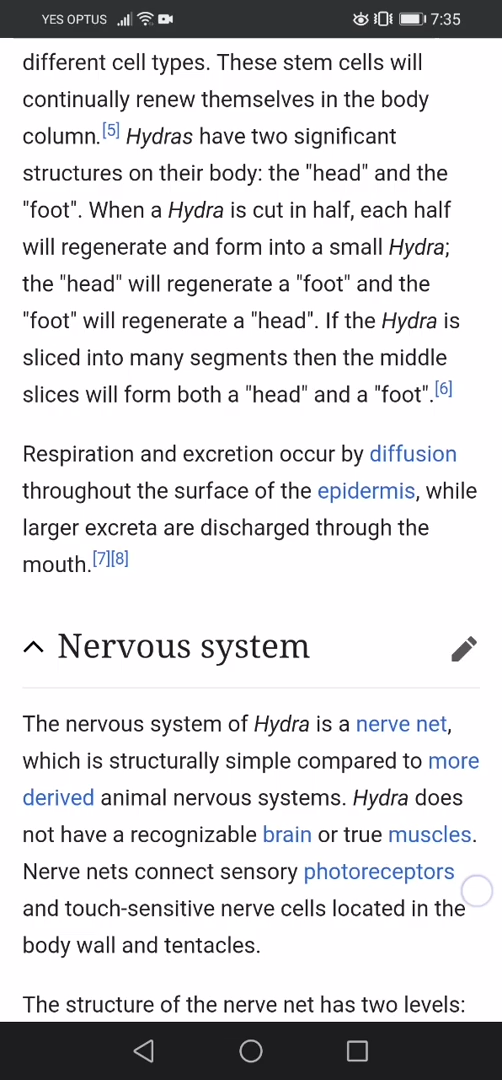 YES OPTUS 7:35
different cell types. These stem cells will
continually renew themselves in the body
column.[5] Hydras have two significant
structures on their body: the "head" and the
"foot". When a Hydra is cut in half, each half
will regenerate and form into a small Hydra;
the "head" will regenerate a "foot" and the
"foot" will regenerate a "head". If the Hydra is
sliced into many segments then the middle
slices will form both a "head" and a "foot".[6]
Respiration and excretion occur by diffusion
throughout the surface of the epidermis, while
larger excreta are discharged through the
mouth.[7][8]
Nervous system
The nervous system of Hydra is a nerve net,
which is structurally simple compared to more
derived animal nervous systems. Hydra does
not have a recognizable brain or true muscles.
Nerve nets connect sensory photoreceptors
and touch-sensitive nerve cells located in the
body wall and tentacles.
The structure of the nerve net has two levels: